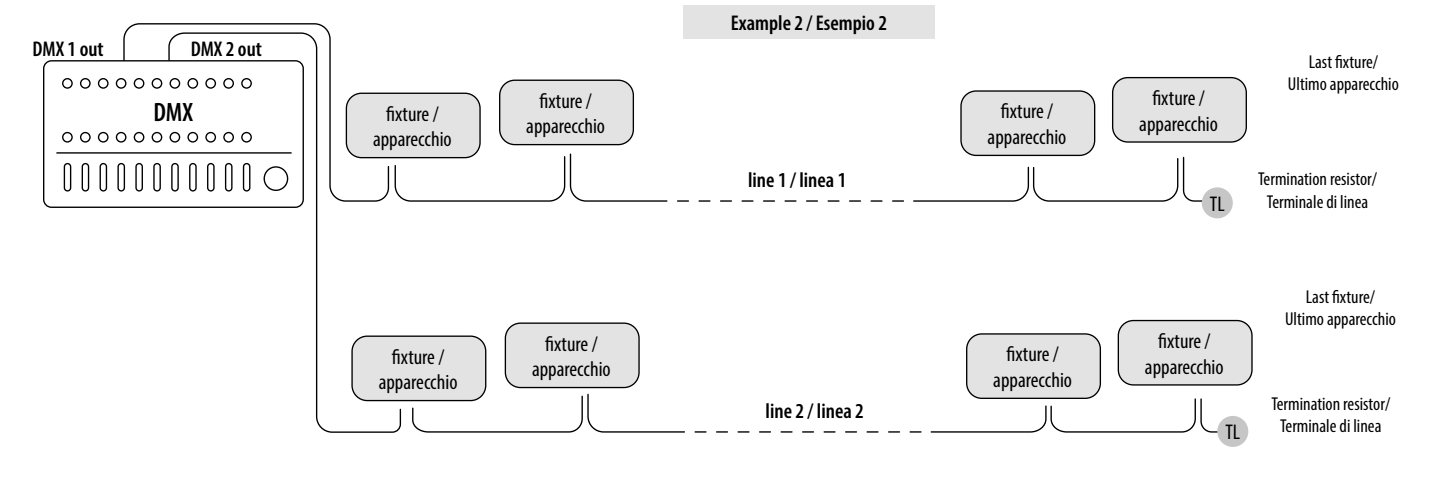 Example 2 / Esempio 2
DMX 1 out
DMX 2 out
DMX
fixture /
apparecchio
fixture /
apparecchio
fixture /
apparecchio
fixture /
apparecchio
Last fixture/
Ultimo apparecchio
line 1 / linea 1
TL
Termination resistor/
Terminale di linea
fixture /
apparecchio
fixture /
apparecchio
fixture /
apparecchio
fixture /
apparecchio
Last fixture/
Ultimo apparecchio
line 2 / linea 2
TL
Termination resistor/
Terminale di linea